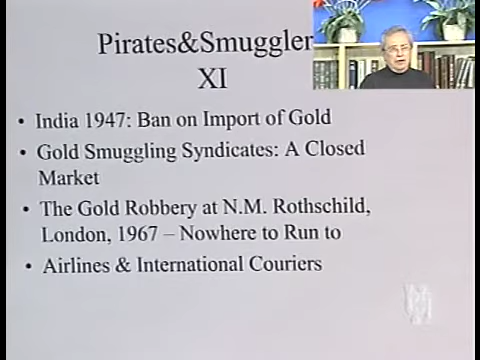 Pirates&Smuggler
XI
• India 1947: Ban on Import of Gold
• Gold Smuggling Syndicates: A Closed
Market
• The Gold Robbery at N.M. Rothschild,
London, 1967 – Nowhere to Run to
• Airlines & International Couriers